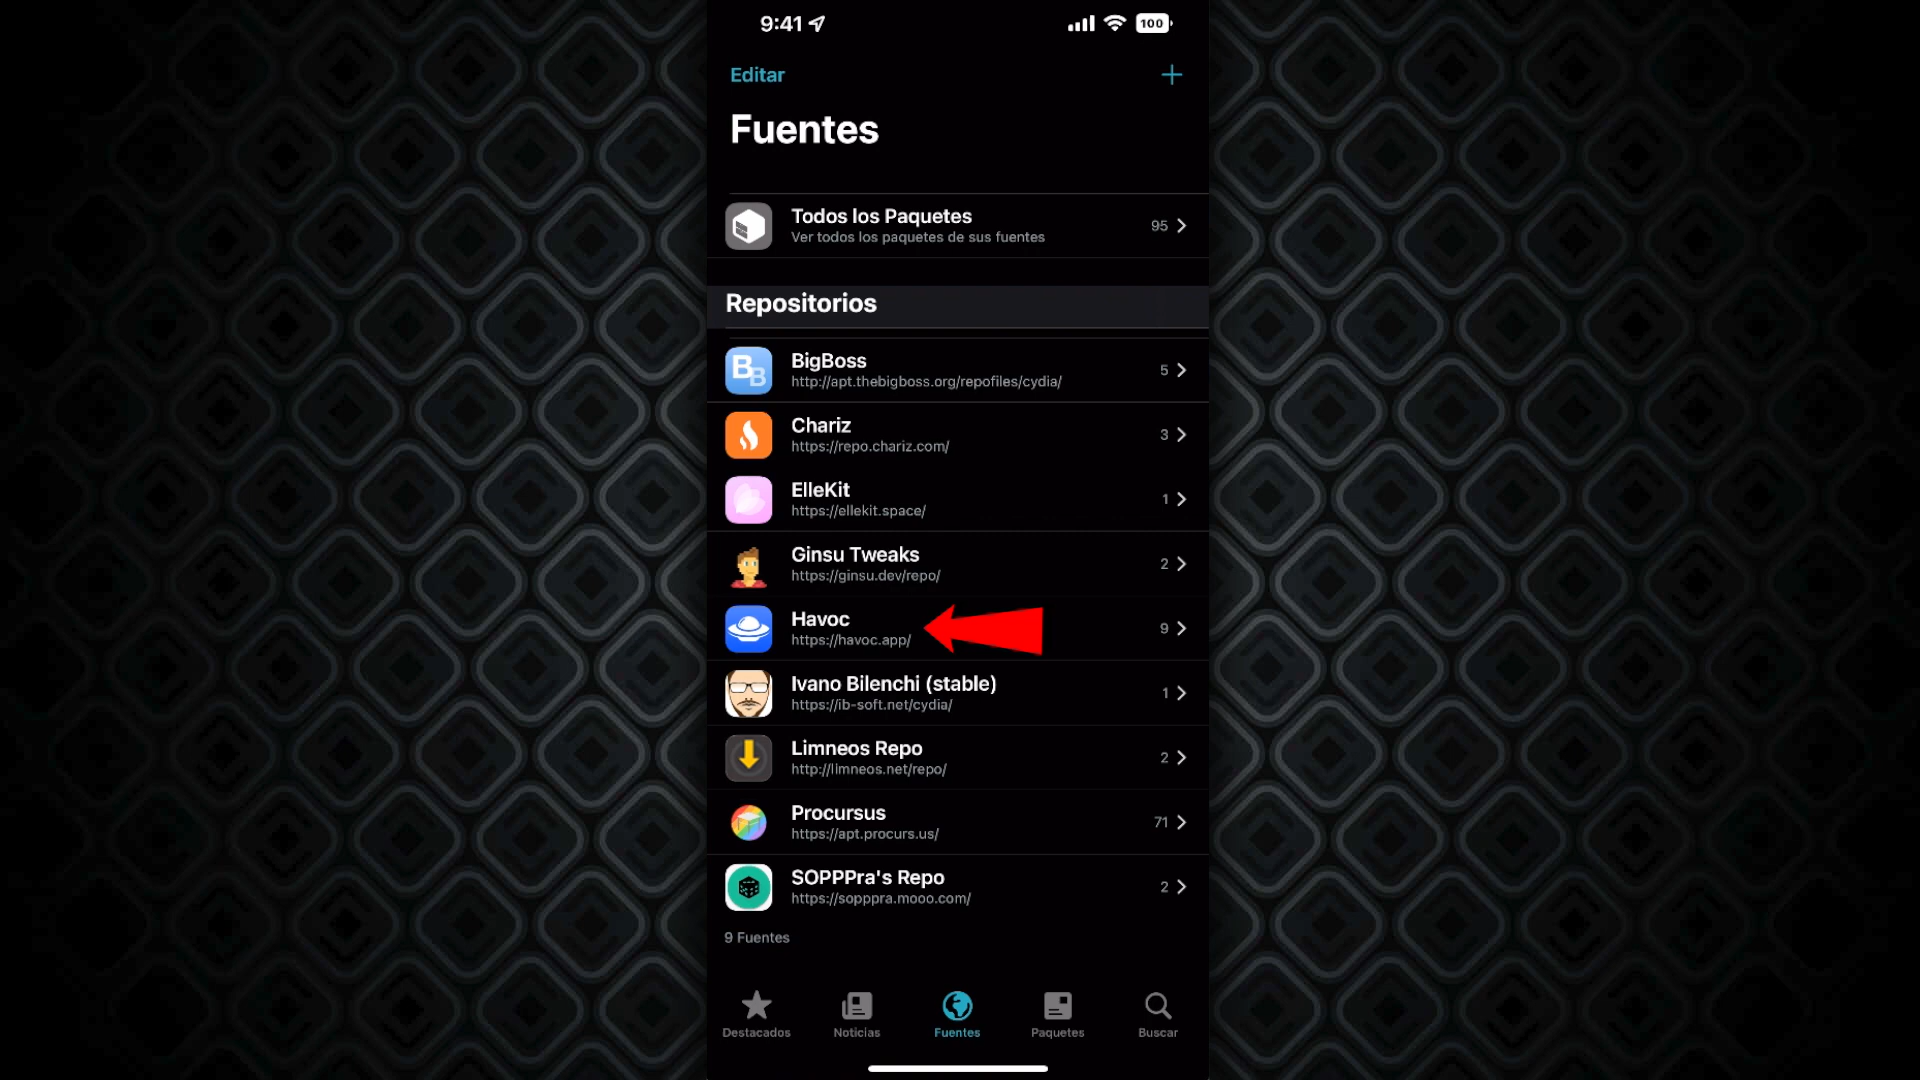 9:41
100
Editar
Fuentes
Todos los Paquetes
Ver todos los paquetes de sus fuentes
95
Repositorios
BB
BigBoss
http://apt.thebigboss.org/repofiles/cydia/
5
Chariz
https://repo.chariz.com/
3
ElleKit
https://ellekit.space/
1
Ginsu Tweaks
https://ginsu.dev/repo/
2
Havoc
https://havoc.app/
9
Ivano Bilenchi (stable)
https://ib-soft.net/cydia/
1
Limneos Repo
http://limneos.net/repo/
2
Procursus
https://apt.procurs.us/
71
SOPPPra's Repo
https://sopppra.mooo.com/
2
9 Fuentes
Destacados
Noticias
Fuentes
Paquetes
Buscar